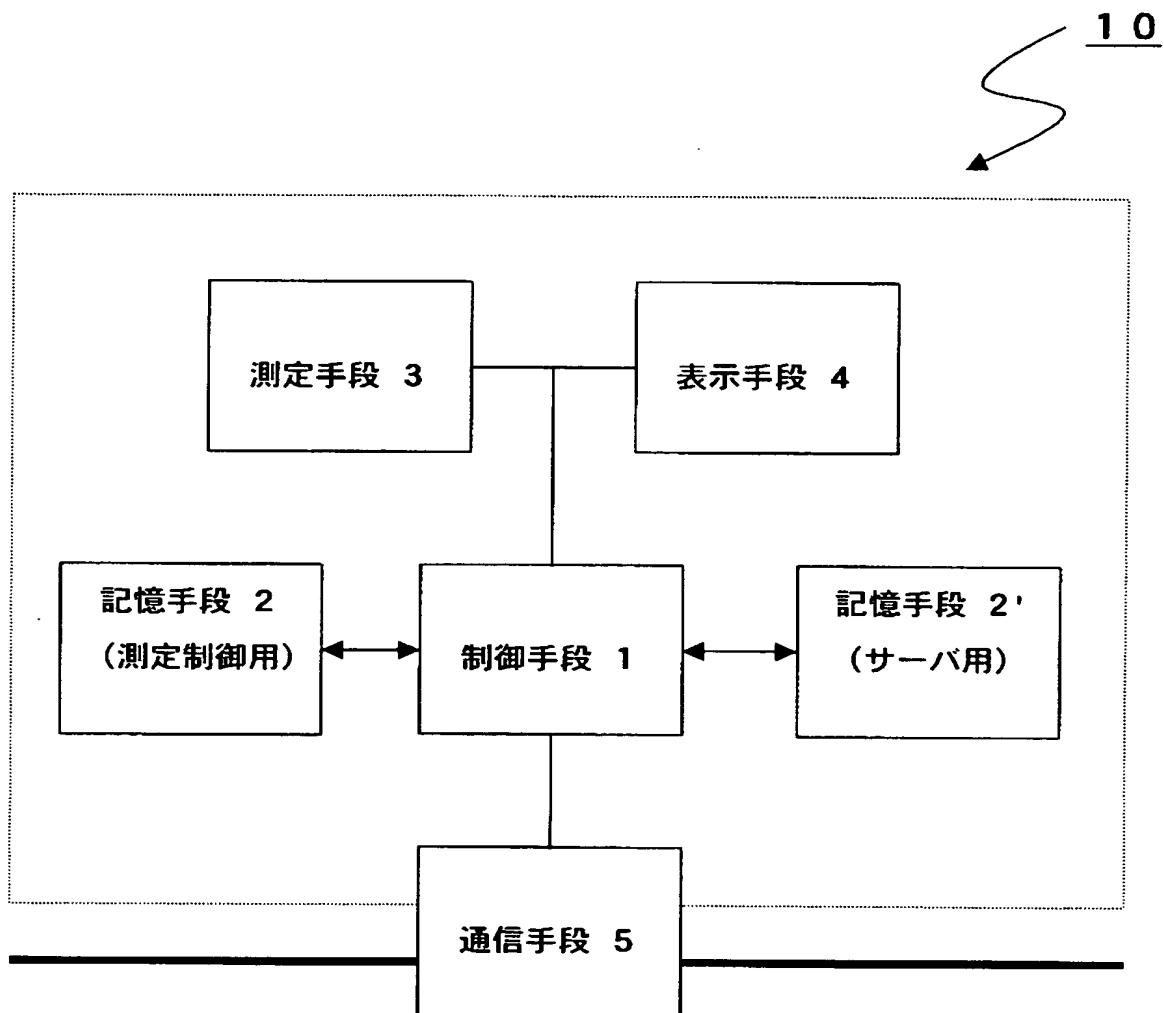 １０
測定手段 3
表示手段 4
記憶手段 2
（測定制御用）
制御手段 1
記憶手段 2'
（サーバ用）
通信手段 5